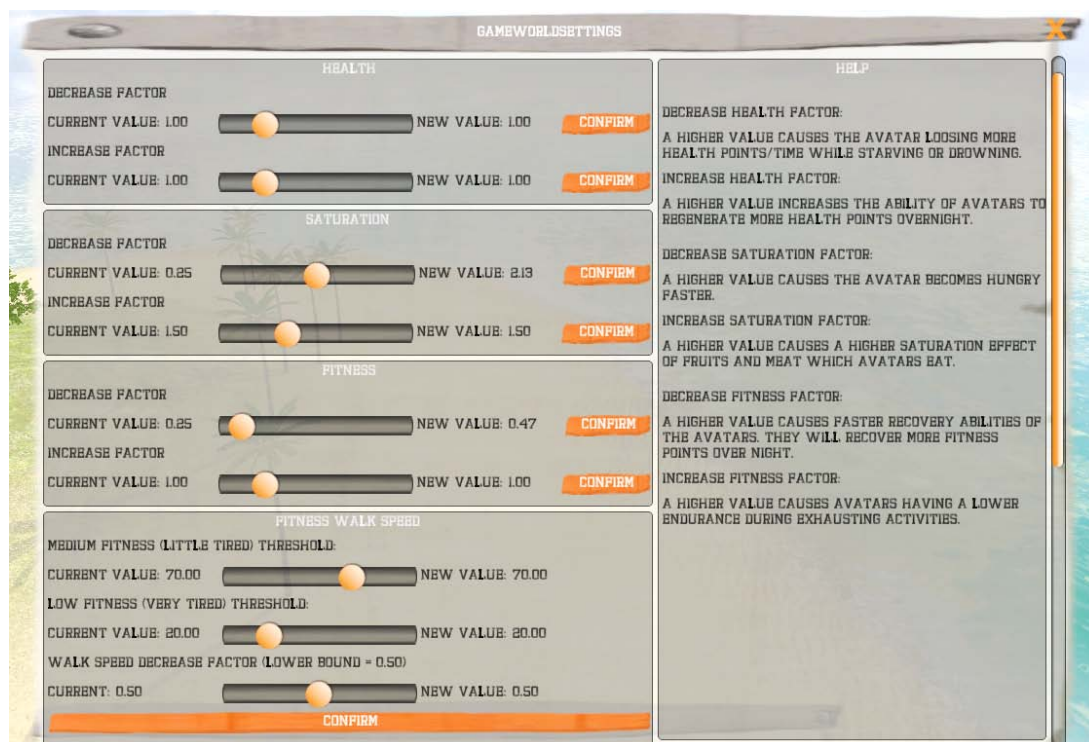 GAMEWORLDSETTINGS
X
HEALTH
DECREASE FACTOR
CURRENT VALUE: 1.00 NEW VALUE: 1.00 CONFIRM
INCREASE FACTOR
CURRENT VALUE: 1.00 NEW VALUE: 1.00 CONFIRM
SATURATION
DECREASE FACTOR
CURRENT VALUE: 0.25 NEW VALUE: 2.13 CONFIRM
INCREASE FACTOR
CURRENT VALUE: 1.50 NEW VALUE: 1.50 CONFIRM
FITNESS
DECREASE FACTOR
CURRENT VALUE: 0.25 NEW VALUE: 0.47 CONFIRM
INCREASE FACTOR
CURRENT VALUE: 1.00 NEW VALUE: 1.00 CONFIRM
FITNESS WALK SPEED
MEDIUM FITNESS (LITTLE TIRED) THRESHOLD:
CURRENT VALUE: 70.00 NEW VALUE: 70.00
LOW FITNESS (VERY TIRED) THRESHOLD:
CURRENT VALUE: 20.00 NEW VALUE: 20.00
WALK SPEED DECREASE FACTOR (LOWER BOUND = 0.50)
CURRENT: 0.50 NEW VALUE: 0.50
CONFIRM
HELP
DECREASE HEALTH FACTOR:
A HIGHER VALUE CAUSES THE AVATAR LOOSING MORE
HEALTH POINTS/TIME WHILE STARVING OR DROWNING.
INCREASE HEALTH FACTOR:
A HIGHER VALUE INCREASES THE ABILITY OF AVATARS TO
REGENERATE MORE HEALTH POINTS OVERNIGHT.
DECREASE SATURATION FACTOR:
A HIGHER VALUE CAUSES THE AVATAR BECOMES HUNGRY
FASTER.
INCREASE SATURATION FACTOR:
A HIGHER VALUE CAUSES A HIGHER SATURATION EFFECT
OF FRUITS AND MEAT WHICH AVATARS EAT.
DECREASE FITNESS FACTOR:
A HIGHER VALUE CAUSES FASTER RECOVERY ABILITIES OF
THE AVATARS. THEY WILL RECOVER MORE FITNESS
POINTS OVER NIGHT.
INCREASE FITNESS FACTOR:
A HIGHER VALUE CAUSES AVATARS HAVING A LOWER
ENDURANCE DURING EXHAUSTING ACTIVITIES.